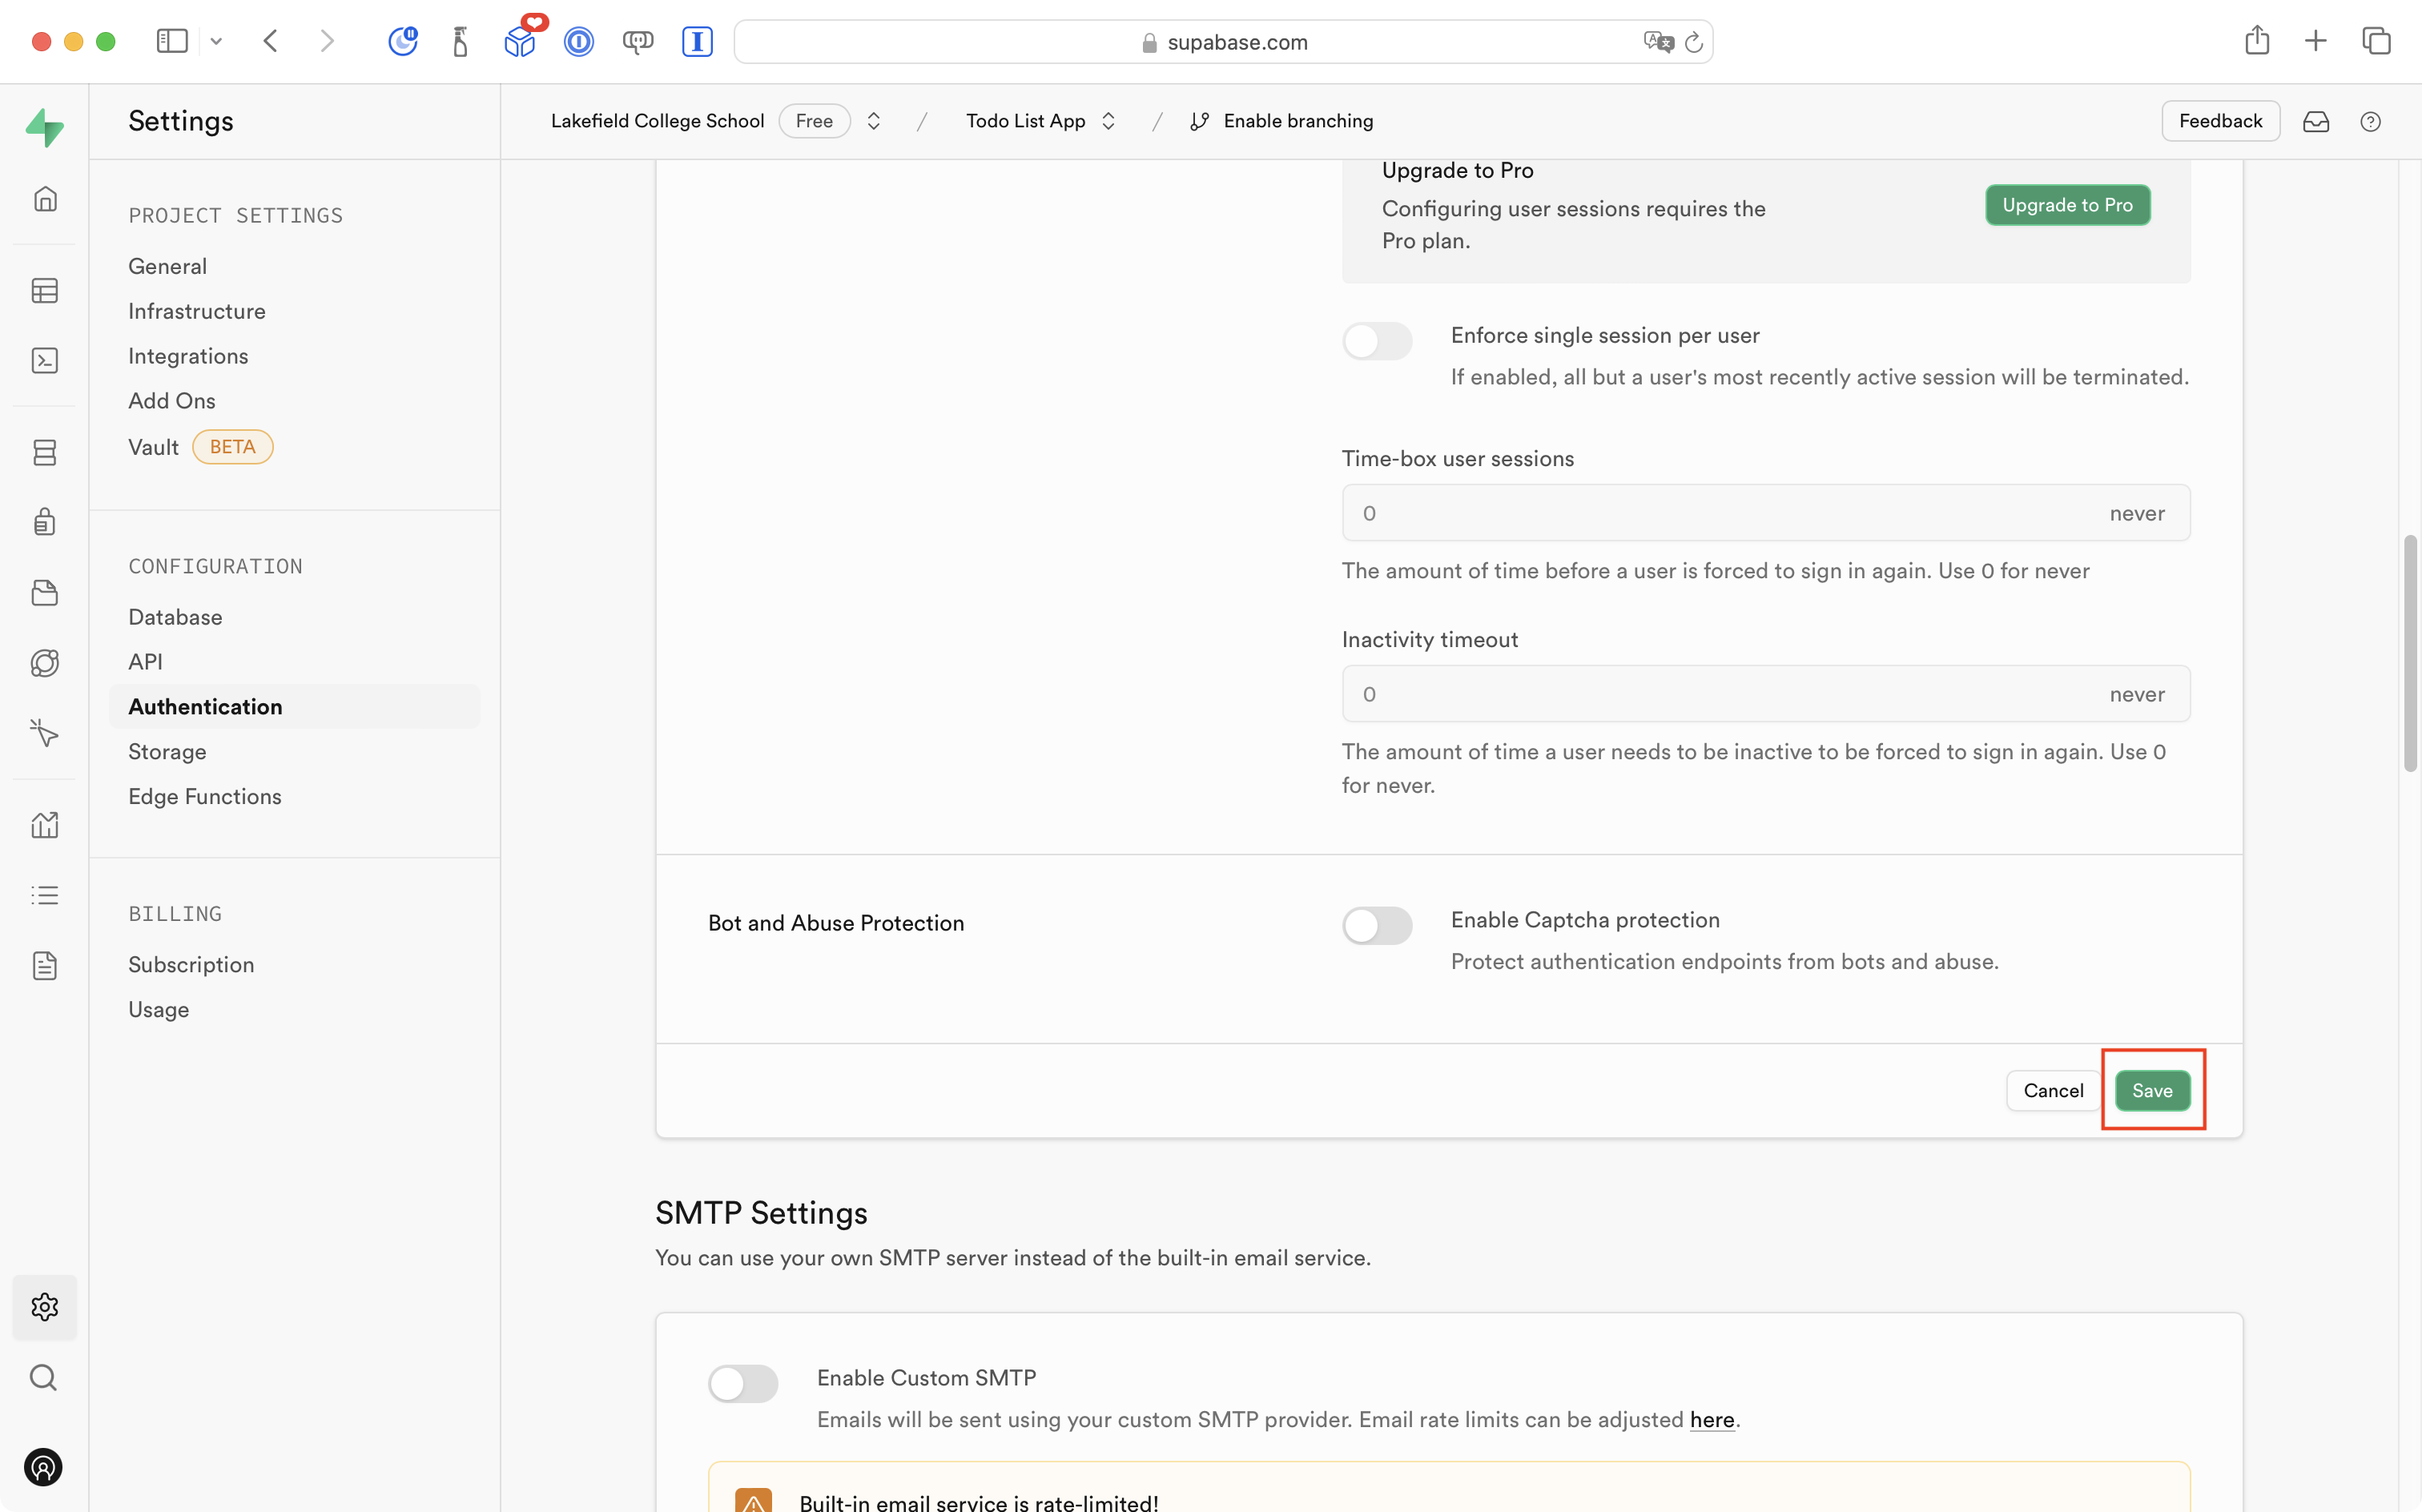 supabase.com
Settings
Lakefield College School Free / Todo List App / Enable branching
Feedback
PROJECT SETTINGS
General
Infrastructure
Integrations
Add Ons
Vault BETA
CONFIGURATION
Database
API
Authentication
Storage
Edge Functions
BILLING
Subscription
Usage
Upgrade to Pro
Configuring user sessions requires the
Pro plan.
Upgrade to Pro
Enforce single session per user
If enabled, all but a user's most recently active session will be terminated.
Time-box user sessions
0 never
The amount of time before a user is forced to sign in again. Use 0 for never
Inactivity timeout
0 never
The amount of time a user needs to be inactive to be forced to sign in again. Use 0
for never.
Bot and Abuse Protection
Enable Captcha protection
Protect authentication endpoints from bots and abuse.
Cancel Save
SMTP Settings
You can use your own SMTP server instead of the built-in email service.
Enable Custom SMTP
Emails will be sent using your custom SMTP provider. Email rate limits can be adjusted here.
Built-in email service is rate-limited!